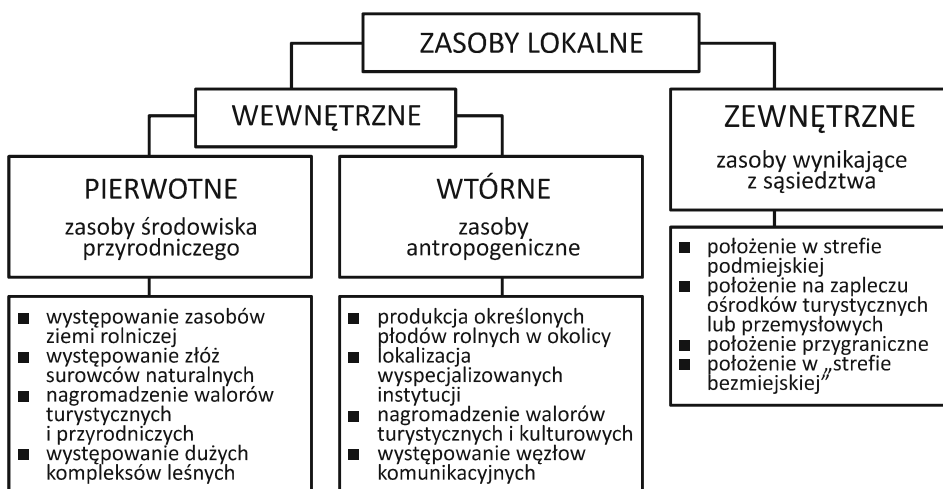 ZASOBY LOKALNE
WEWNĘTRZNE
PIERWOTNE
zasoby środowiska
przyrodniczego
■ występowanie zasobów
ziemi rolniczej
■ występowanie złóż
surowców naturalnych
■ nagromadzenie walorów
turystycznych
i przyrodniczych
■ występowanie dużych
kompleksów leśnych
WTÓRNE
zasoby
antropogeniczne
■ produkcja określonych
płodów rolnych w okolicy
■ lokalizacja
wyspecjalizowanych
instytucji
■ nagromadzenie walorów
turystycznych i kulturowych
■ występowanie węzłow
komunikacyjnych
ZEWNĘTRZNE
zasoby wynikające
z sąsiedztwa
■ położenie w strefie
podmiejskiej
■ położenie na zapleczu
ośrodków turystycznych
lub przemysłowych
■ położenie przygraniczne
■ położenie w „strefie
bezmiejskiej”